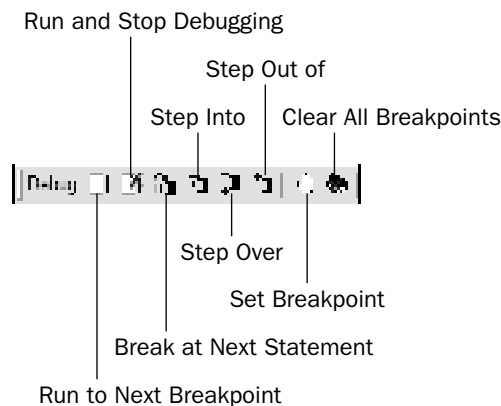 Run and Stop Debugging
Step Out of
Step Into
Clear All Breakpoints
Debug
Step Over
Set Breakpoint
Break at Next Statement
Run to Next Breakpoint